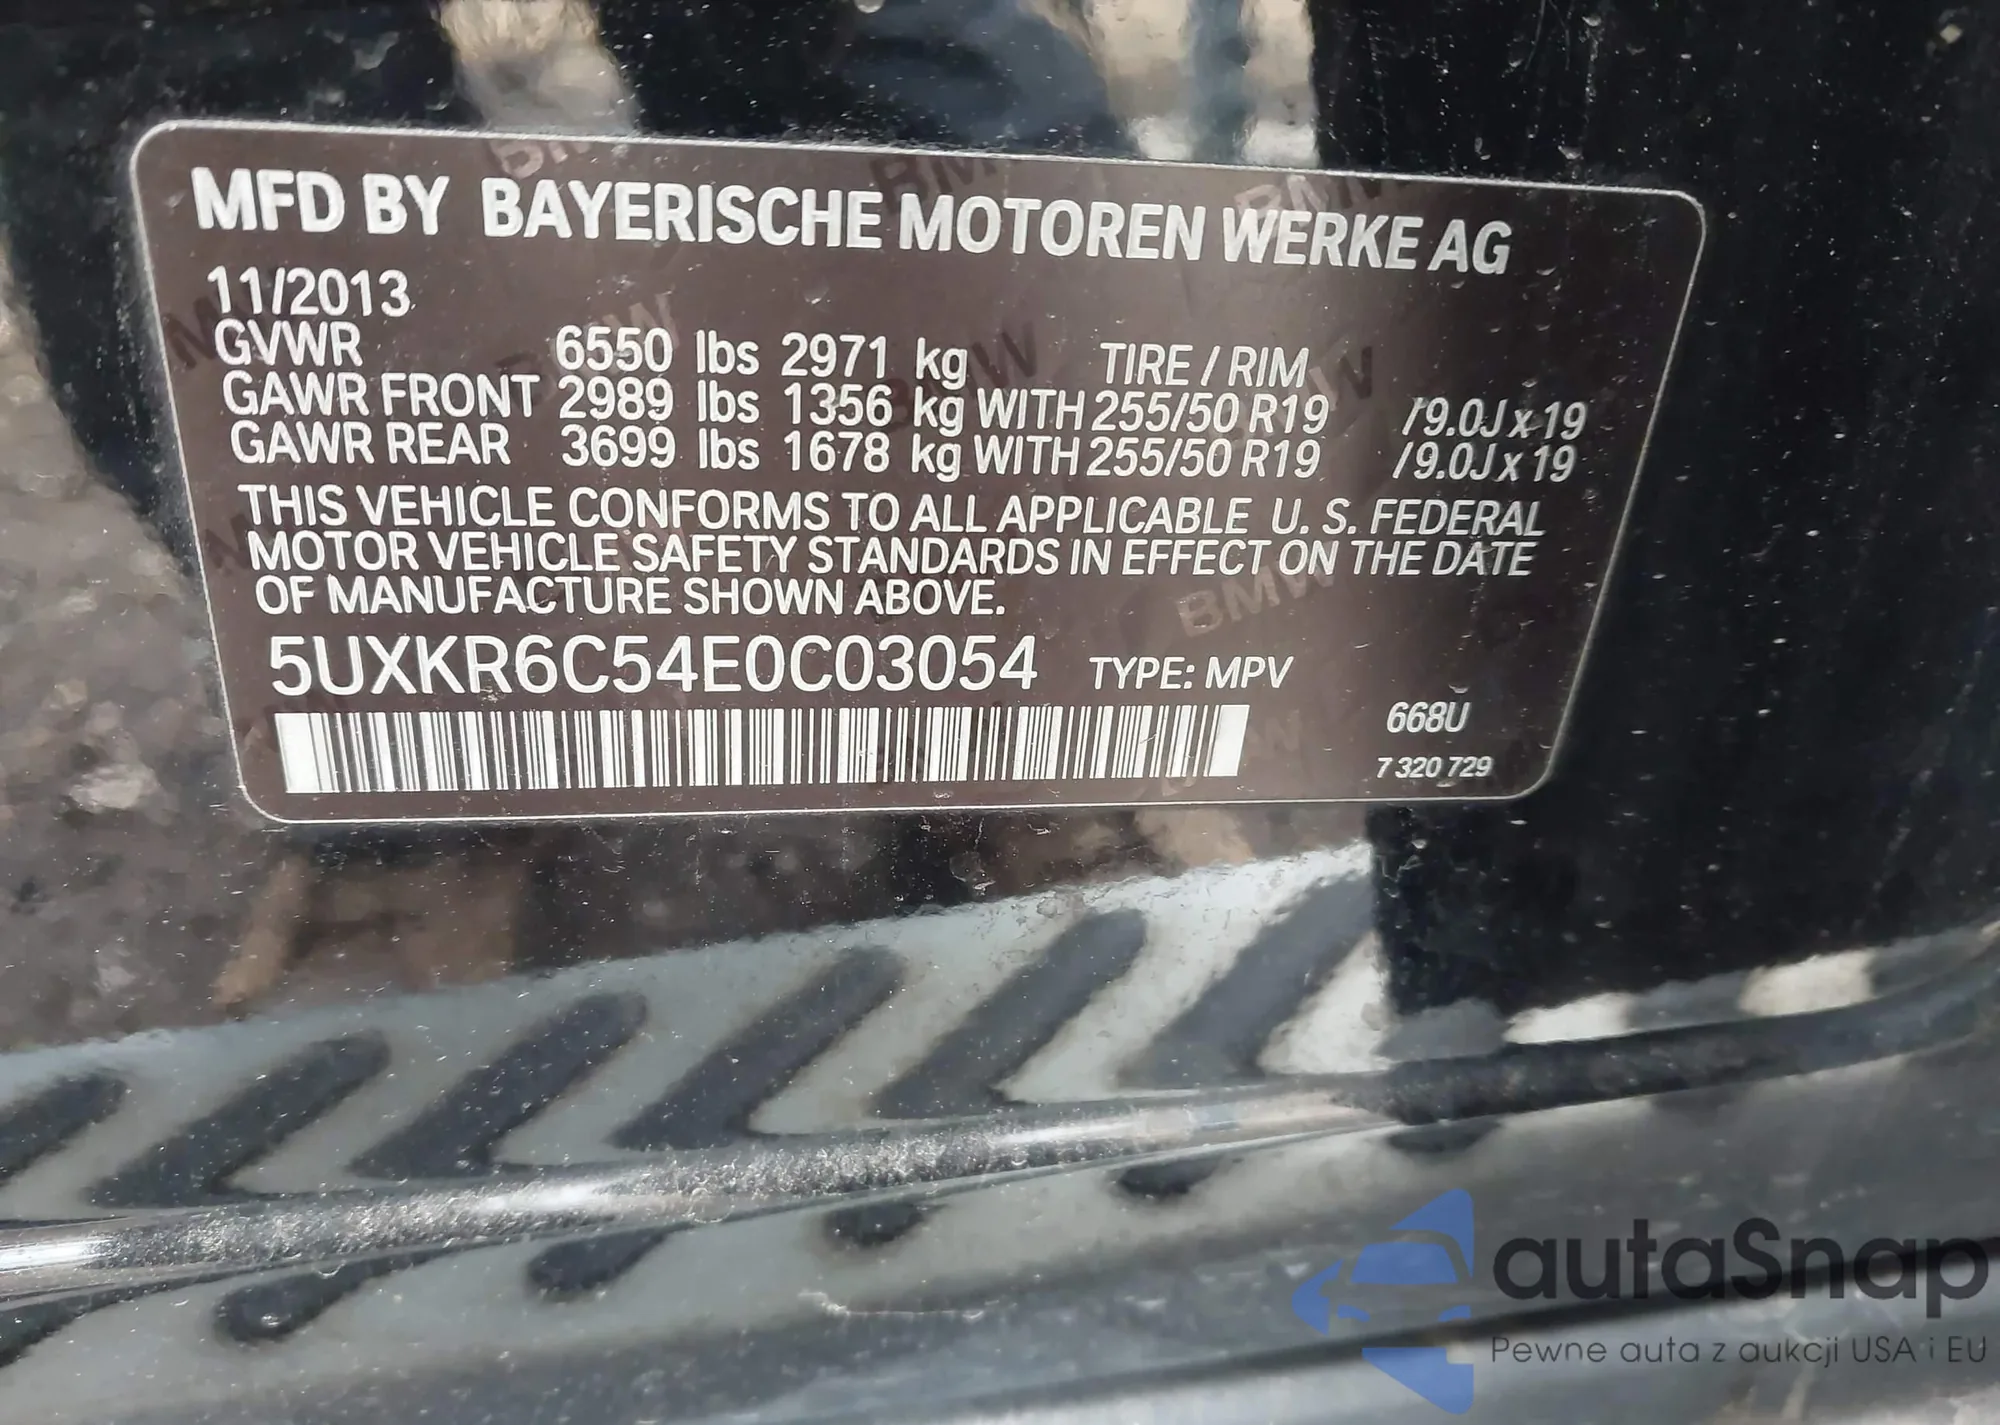 MFD BY BAYERISCHE MOTOREN WERKE AG
11/2013
GVWR 6550 lbs 2971 kg TIRE / RIM
GAWR FRONT 2989 lbs 1356 kg WITH 255/50 R19 /9.0J x 19
GAWR REAR 3699 lbs 1678 kg WITH 255/50 R19 /9.0J x 19
THIS VEHICLE CONFORMS TO ALL APPLICABLE U. S. FEDERAL
MOTOR VEHICLE SAFETY STANDARDS IN EFFECT ON THE DATE
OF MANUFACTURE SHOWN ABOVE.
5UXKR6C54E0C03054 TYPE: MPV
668U
7 320 729
autaSnap
Pewne auta z aukcji USA i EU